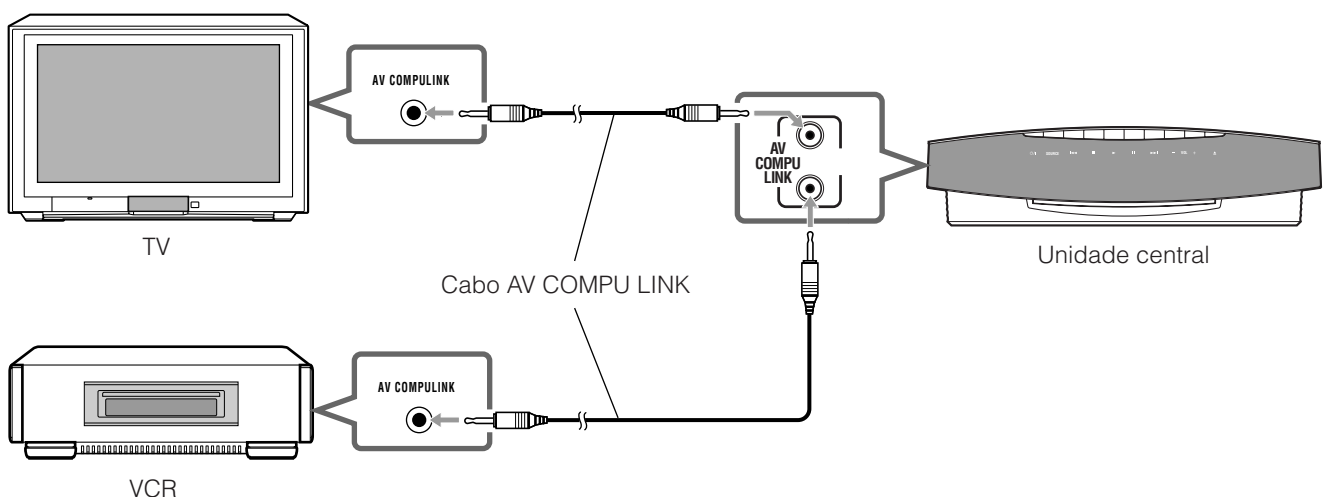 AV COMPULINK
AV
COMPU
LINK
TV
Unidade central
Cabo AV COMPU LINK
AV COMPULINK
VCR